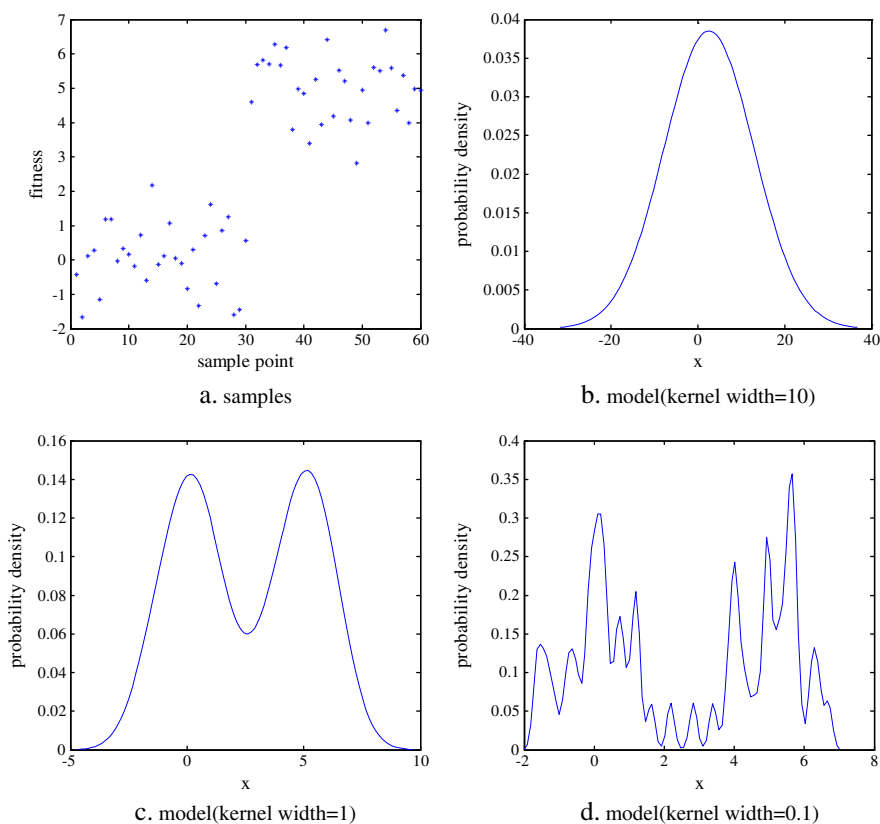 7
6
5
4
3
2
1
0
-1
-2
fitness
0 10 20 30 40 50 60
sample point
a. samples
0.04
0.035
0.03
0.025
0.02
0.015
0.01
0.005
0
probability density
-40 -20 0 20 40
x
b. model(kernel width=10)
0.16
0.14
0.12
0.1
0.08
0.06
0.04
0.02
0
probability density
-5 0 5 10
x
c. model(kernel width=1)
0.4
0.35
0.3
0.25
0.2
0.15
0.1
0.05
0
probability density
-2 0 2 4 6 8
x
d. model(kernel width=0.1)